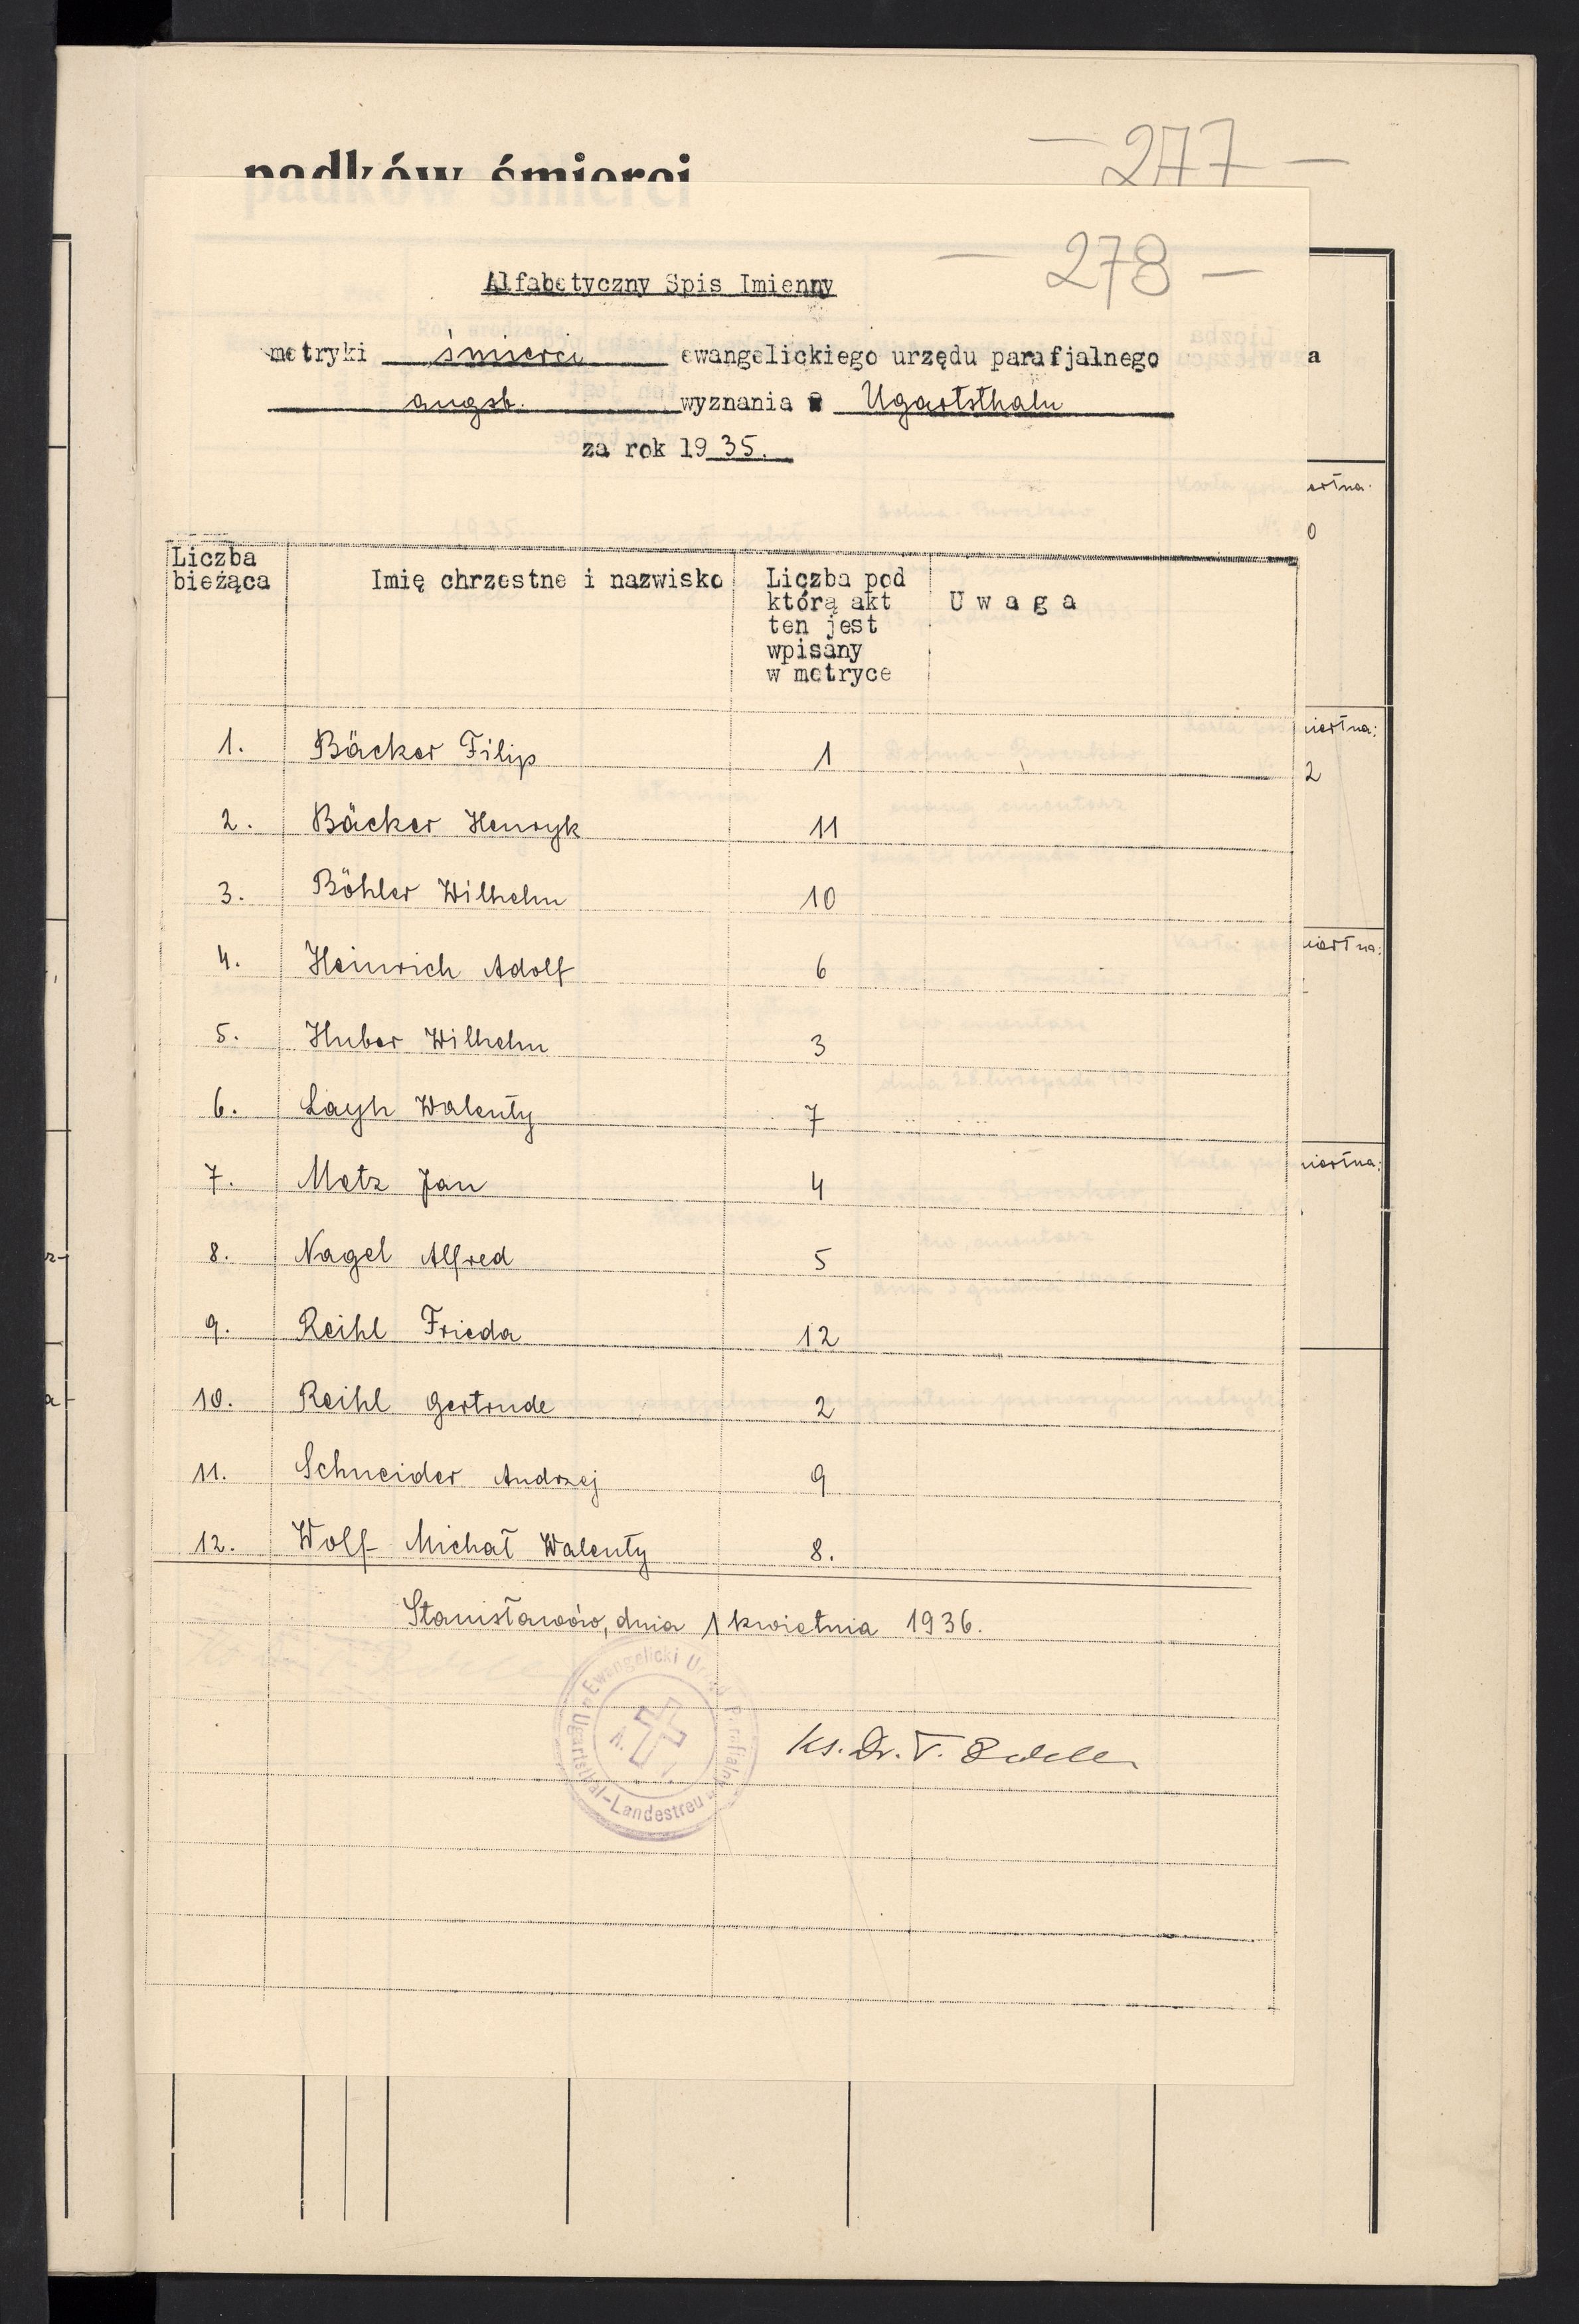 padków śmierci
- 277 -
- 278 -
Alfabetyczny Spis Imienny
metryki śmierci ewangelickiego urzędu parafjalnego
a
augsb. wyznania w Ugartsthalu
za rok 1935.
Liczba bieżąca
Imię chrzestne i nazwisko
Liczba pod którą akt ten jest wpisany w metryce
Uwaga
1. Bäcker Filip 1
2. Bäcker Henryk 11
3. Böhler Wilhelm 10
4. Heinrich Adolf 6
5. Huber Wilhelm 3
6. Layh Walenty 7
7. Metz Jan 4
8. Nagel Alfred 5
9. Reihl Frieda 12
10. Reihl Gertrude 2
11. Schneider Andrzej 9
12. Wolf Michał Walenty 8.
Stanisławów, dnia 1 kwietnia 1936.
Ewangelicki Urząd Parafialny
Ugartsthal-Landestreu
Ks. Dr.